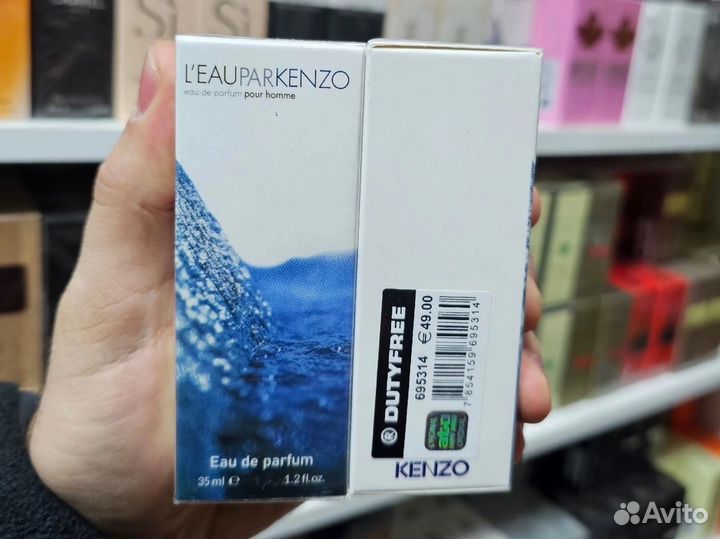 L'EAUPARKENZO
eau de parfum pour homme
Eau de parfum
35 ml ℮ 1.2 fl.oz.
® DUTYFREE
695314 €49.00
7 854159 695314
KENZO
Sì
Avito